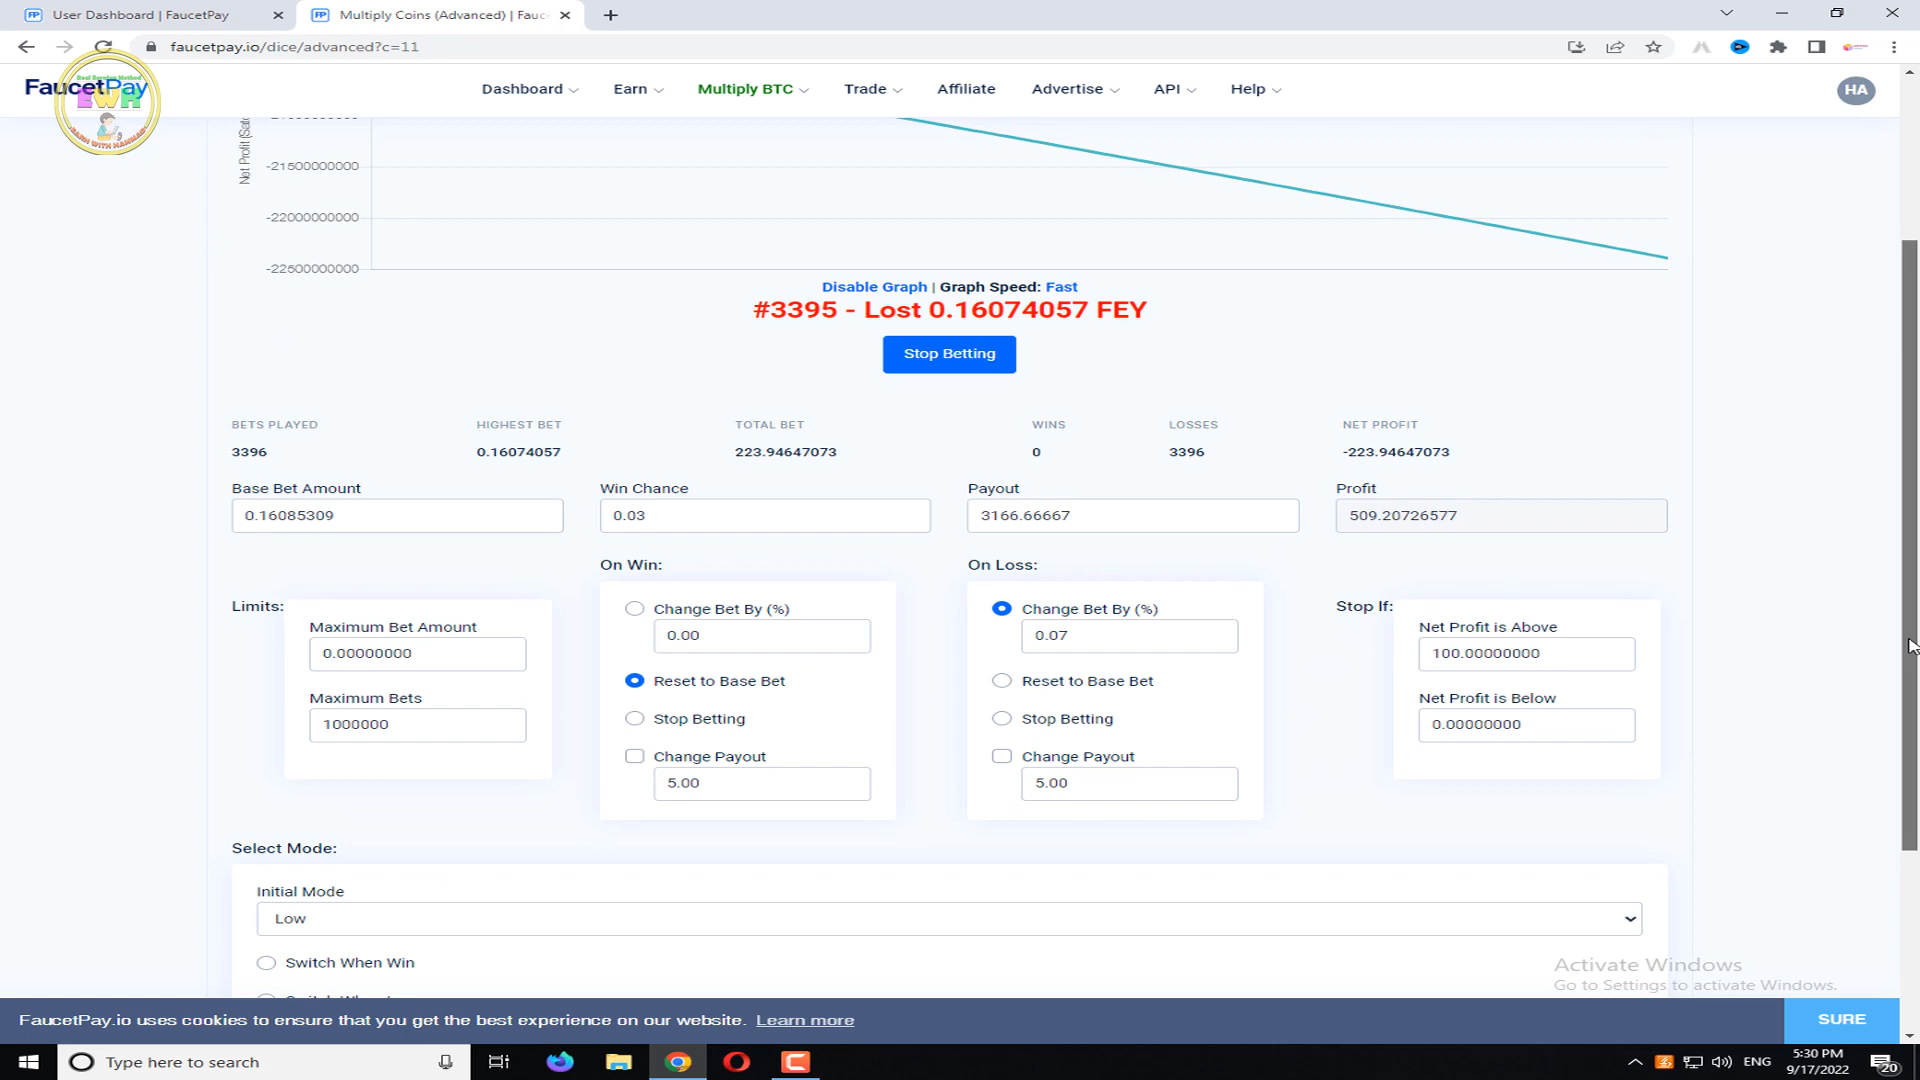 User Dashboard | FaucetPay
Multiply Coins (Advanced) | Fauc
faucetpay.io/dice/advanced?c=11
FaucetPay
Real Earning Method
EWH
EARN WITH HAMMAD
Dashboard
Earn
Multiply BTC
Trade
Affiliate
Advertise
API
Help
HA
Net Profit (Sato
-21500000000
-22000000000
-22500000000
Disable Graph | Graph Speed: Fast
#3395 - Lost 0.16074057 FEY
Stop Betting
BETS PLAYED HIGHEST BET TOTAL BET WINS LOSSES NET PROFIT
3396 0.16074057 223.94647073 0 3396 -223.94647073
Base Bet Amount Win Chance Payout Profit
0.16085309 0.03 3166.66667 509.20726577
Limits:
Maximum Bet Amount
0.00000000
Maximum Bets
1000000
On Win:
Change Bet By (%)
0.00
Reset to Base Bet
Stop Betting
Change Payout
5.00
On Loss:
Change Bet By (%)
0.07
Reset to Base Bet
Stop Betting
Change Payout
5.00
Stop If:
Net Profit is Above
100.00000000
Net Profit is Below
0.00000000
Select Mode:
Initial Mode
Low
Switch When Win
Activate Windows
Go to Settings to activate Windows.
FaucetPay.io uses cookies to ensure that you get the best experience on our website. Learn more
SURE
Type here to search
ENG
5:30 PM
9/17/2022
20